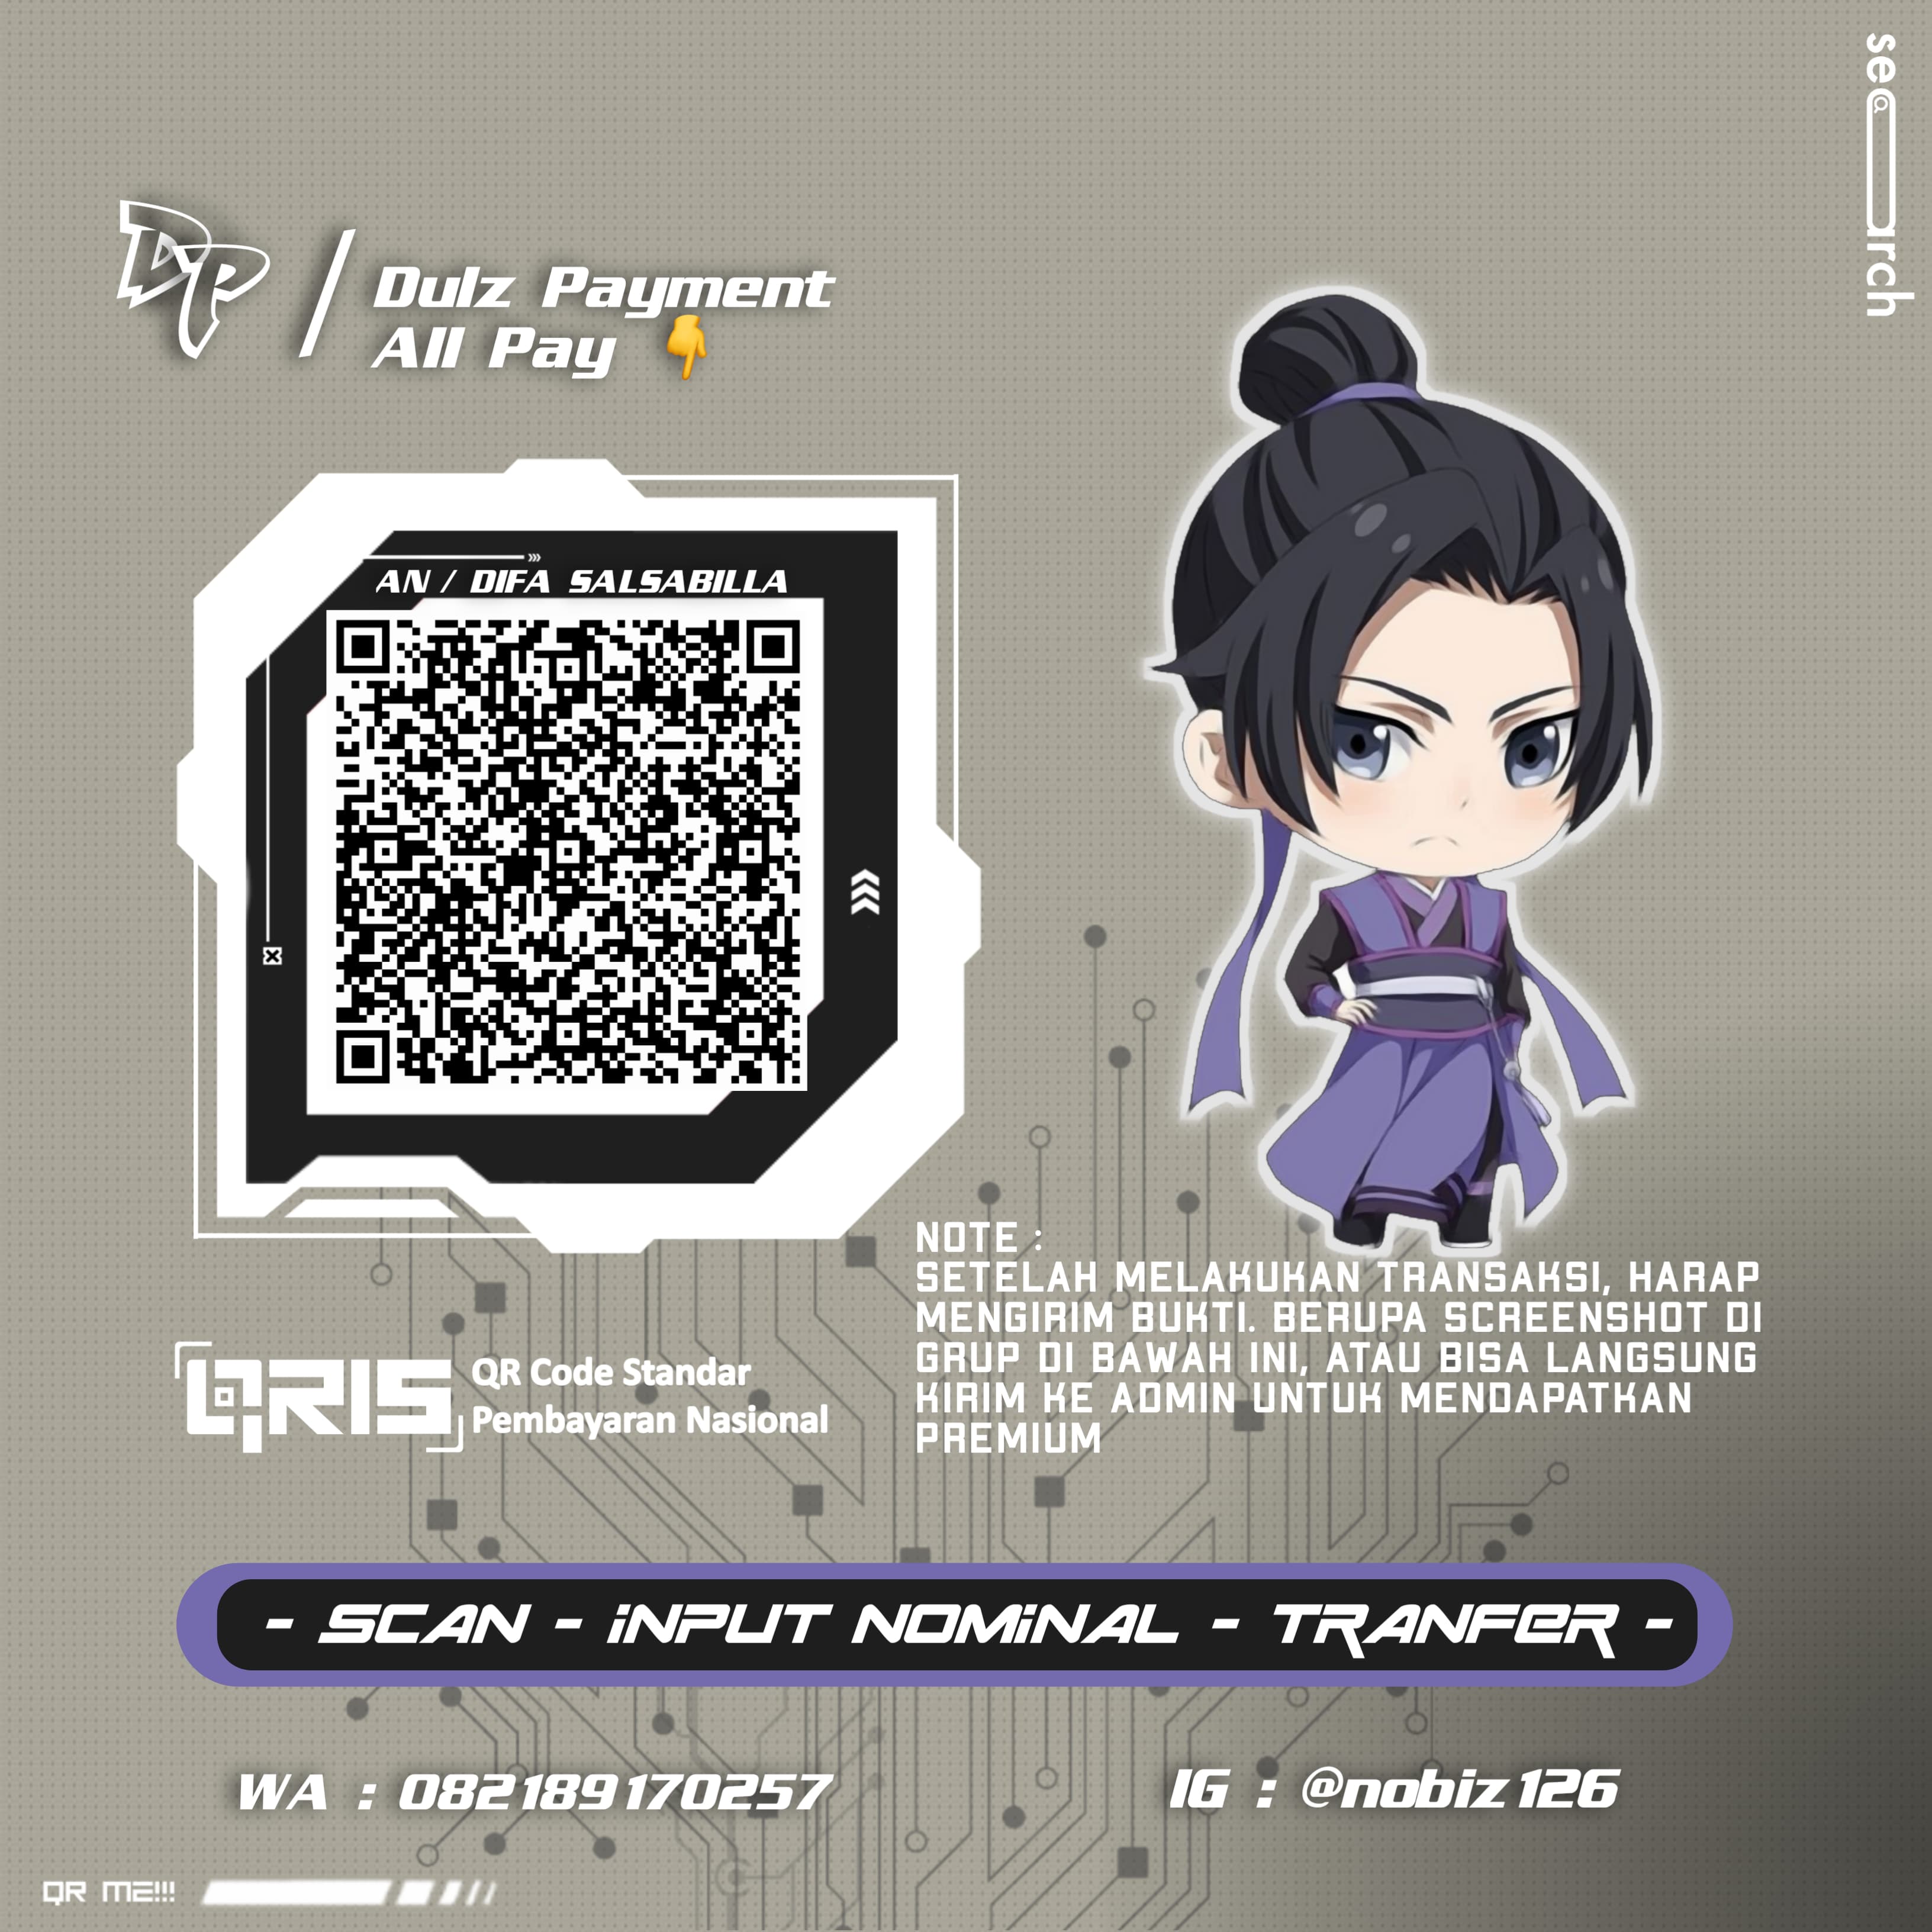 search
DP / Dulz Payment
All Pay 👇
AN / DIFA SALSABILLA
NOTE :
SETELAH MELAKUKAN TRANSAKSI, HARAP
MENGIRIM BUKTI. BERUPA SCREENSHOT DI
GRUP DI BAWAH INI, ATAU BISA LANGSUNG
KIRIM KE ADMIN UNTUK MENDAPATKAN
PREMIUM
QRIS
QR Code Standar
Pembayaran Nasional
- SCAN - iNPUT NOMiNAL - TRANFeR -
WA : 082189170257
IG : @nobiz126
QR ME!!!